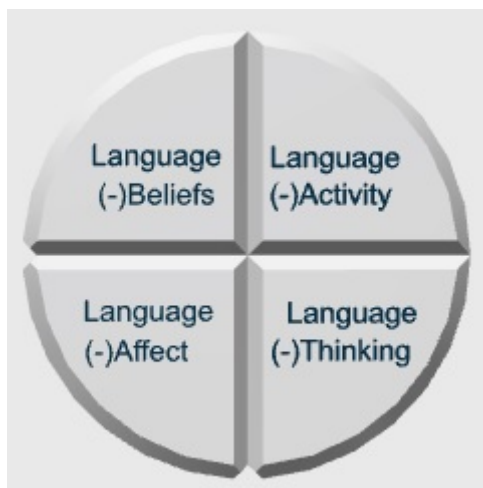 Language
(-)Beliefs
Language
(-)Activity
Language
(-)Affect
Language
(-)Thinking